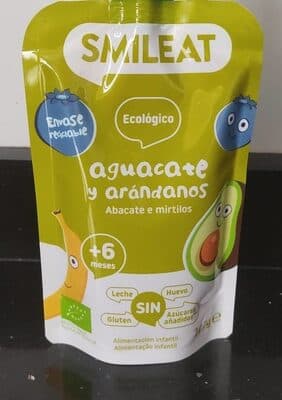 SMILEAT
Envase
reciclable
Ecológico
aguacate
y arándanos
Abacate e mirtilos
+6
meses
Leche
Huevo
SIN
Gluten
Azúcares
añadidos
Alimentación infantil
Alimentação infantil